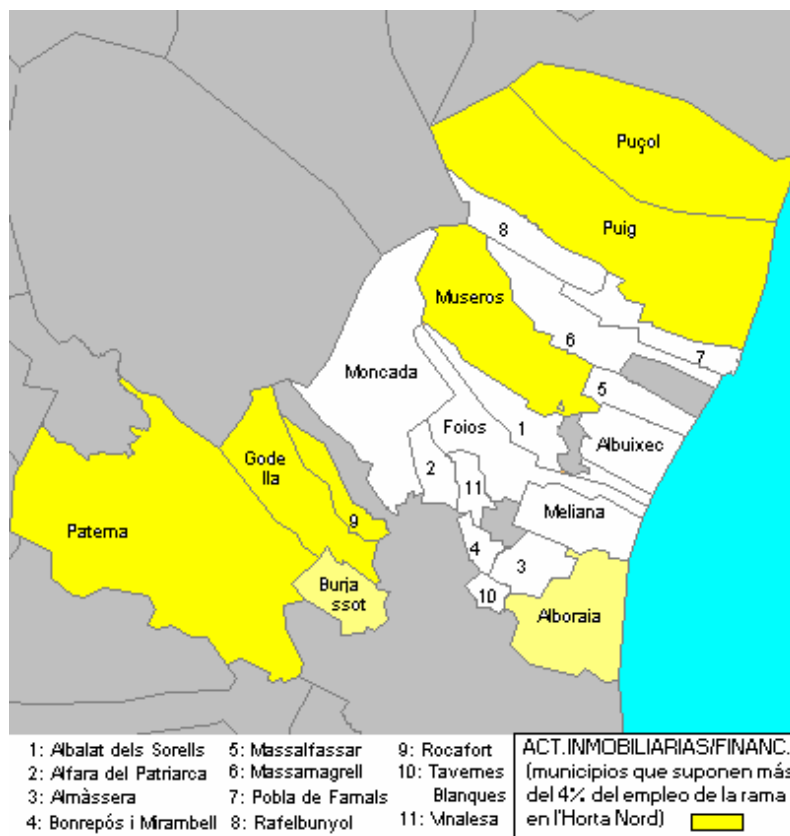 Puçol
Puig
8
Museros
6
7
Moncada
5
Foios
1
Albuixec
Gode
lla
2
11
Meliana
9
Paterna
4
3
Burja
ssot
10
Alboraia
1: Albalat dels Sorells
2: Alfara del Patriarca
3: Almàssera
4: Bonrepós i Mirambell
5: Massalfassar
6: Massamagrell
7: Pobla de Farnals
8: Rafelbunyol
9: Rocafort
10: Tavernes
Blanques
11: Vinalesa
ACT.INMOBILIARIAS/FINANC.
(municipios que suponen más
del 4% del empleo de la rama
en l'Horta Nord)